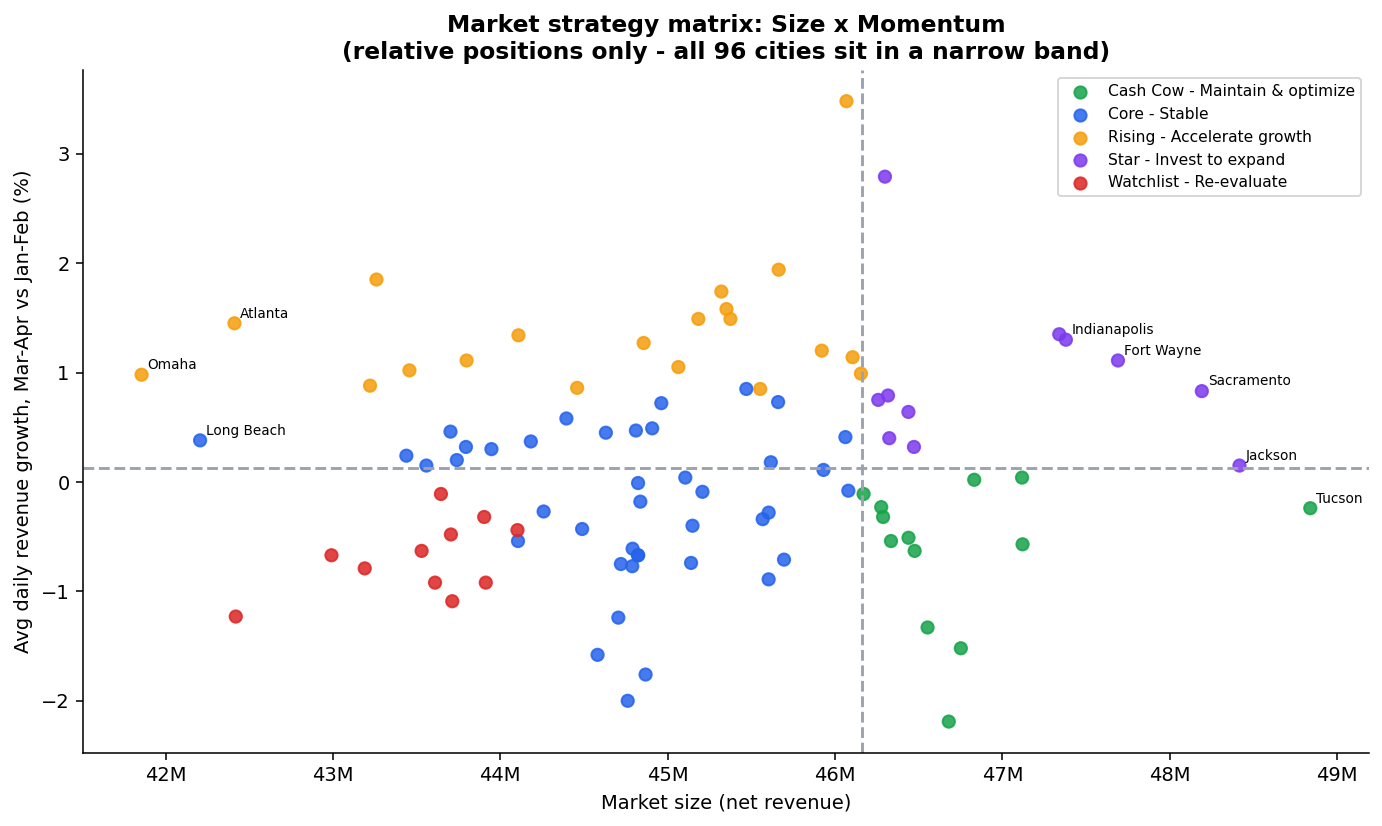 Market strategy matrix: Size x Momentum
(relative positions only - all 96 cities sit in a narrow band)
Cash Cow - Maintain & optimize
Core - Stable
Rising - Accelerate growth
Star - Invest to expand
Watchlist - Re-evaluate
Avg daily revenue growth, Mar-Apr vs Jan-Feb (%)
3
2
1
0
−1
−2
Atlanta
Omaha
Long Beach
Indianapolis
Fort Wayne
Sacramento
Jackson
Tucson
42M
43M
44M
45M
46M
47M
48M
49M
Market size (net revenue)